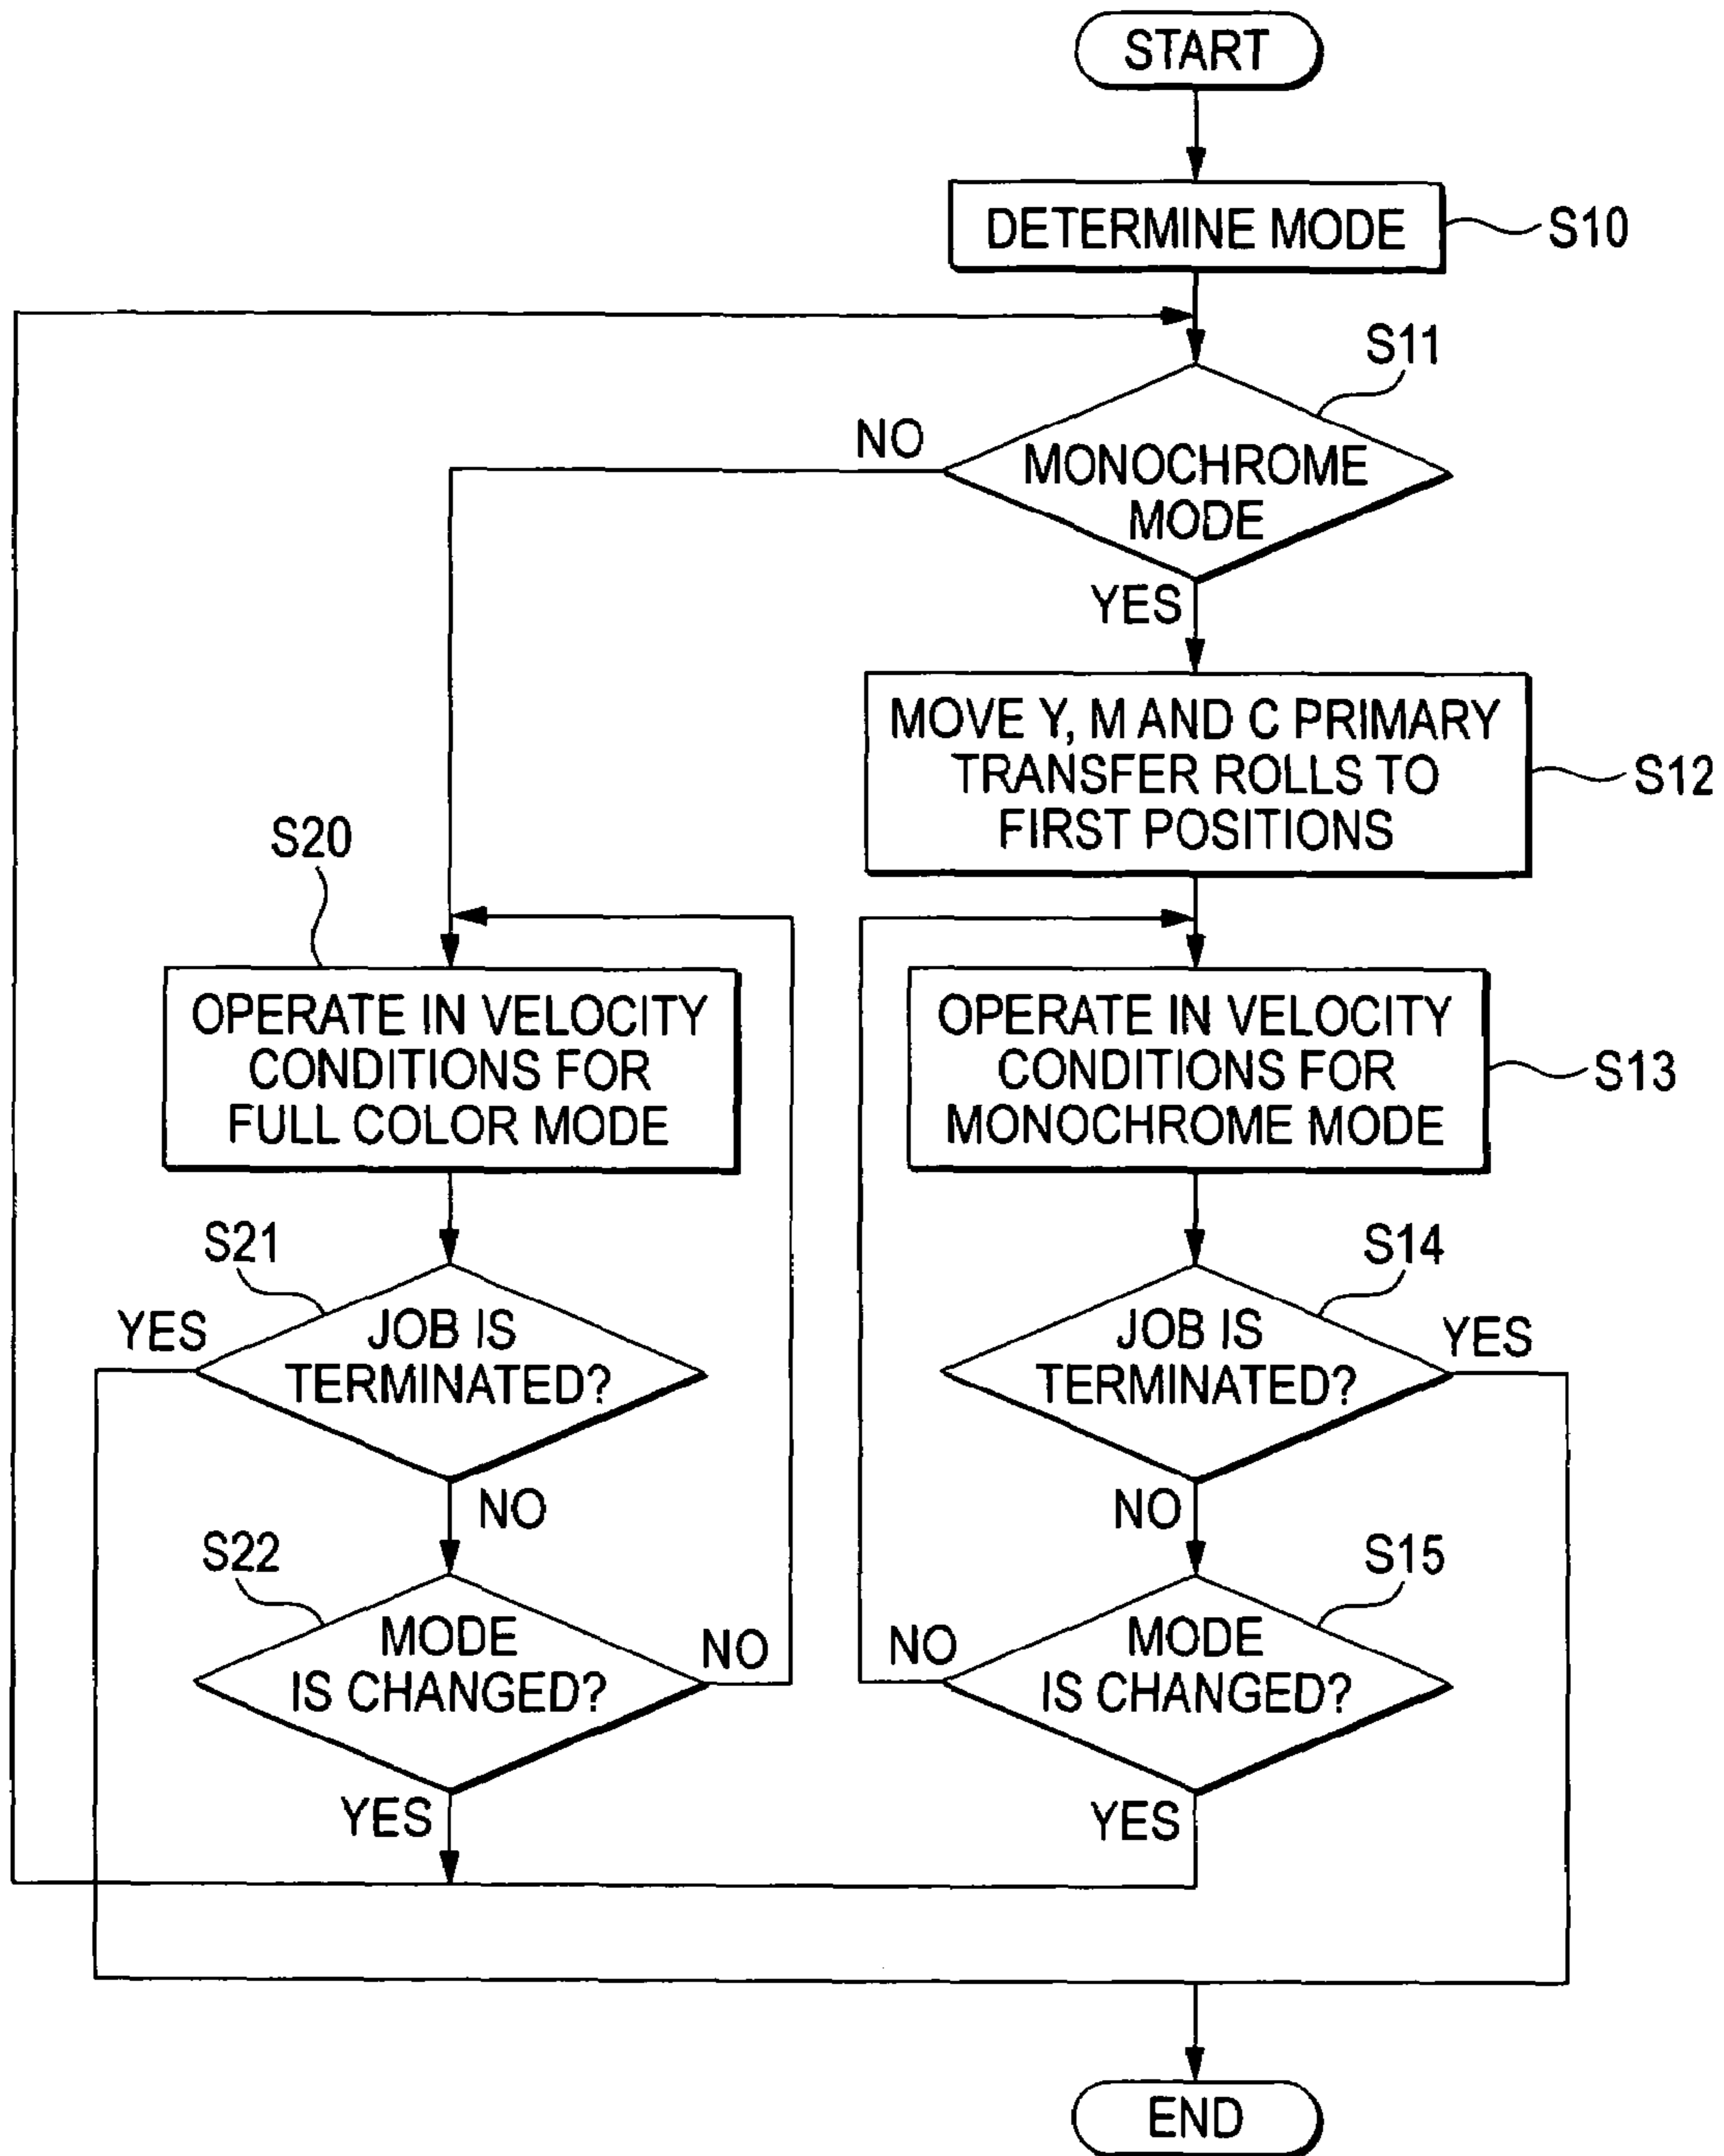 START
DETERMINE MODE
S10
S11
NO
MONOCHROME
MODE
YES
MOVE Y, M AND C PRIMARY
TRANSFER ROLLS TO
FIRST POSITIONS
S12
S20
OPERATE IN VELOCITY
CONDITIONS FOR
FULL COLOR MODE
OPERATE IN VELOCITY
CONDITIONS FOR
MONOCHROME MODE
S13
S21
YES
JOB IS
TERMINATED?
NO
S14
JOB IS
TERMINATED?
YES
NO
S22
MODE
IS CHANGED?
NO
YES
S15
NO
MODE
IS CHANGED?
YES
END